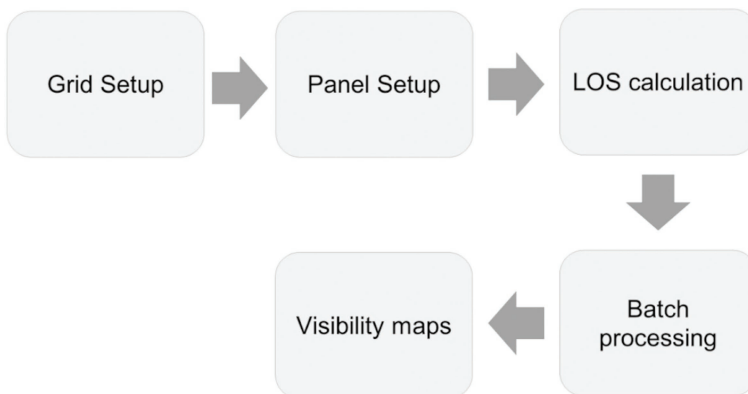 Grid Setup
Panel Setup
LOS calculation
Batch
processing
Visibility maps